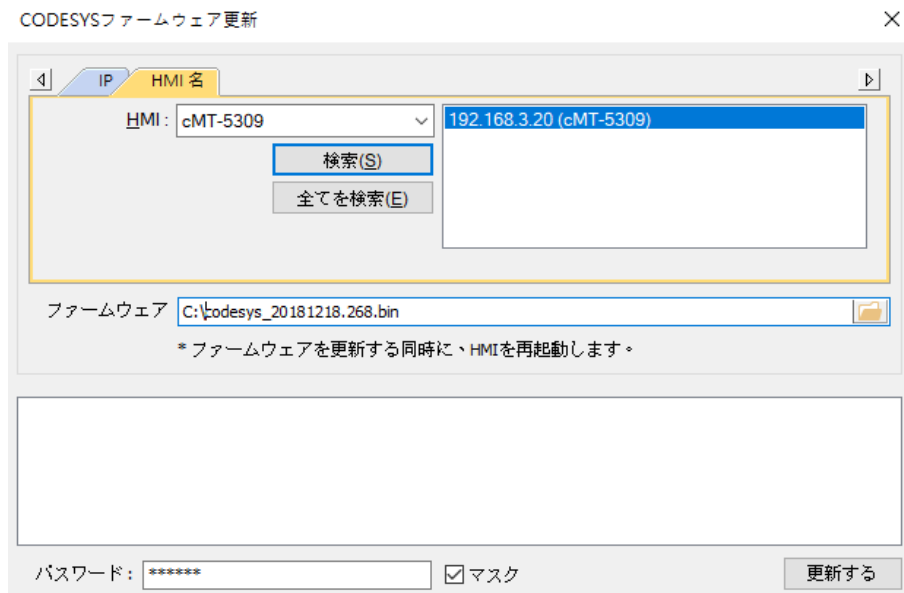 CODESYSファームウェア更新
IP
HMI 名
HMI :
cMT-5309
192.168.3.20 (cMT-5309)
検索(S)
全てを検索(E)
ファームウェア
C:\codesys_20181218.268.bin
* ファームウェアを更新する同時に、HMIを再起動します。
パスワード :
******
マスク
更新する